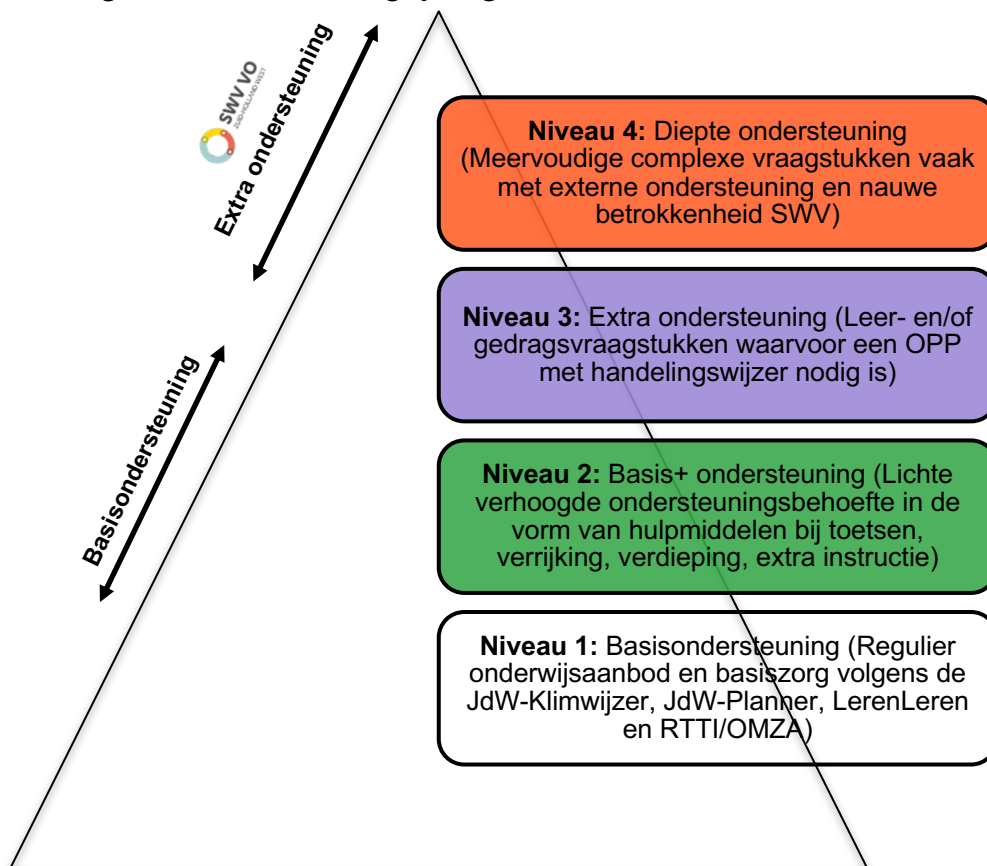 SWV VO
ZUID-HOLLAND WEST
Extra ondersteuning
Niveau 4: Diepte ondersteuning
(Meervoudige complexe vraagstukken vaak
met externe ondersteuning en nauwe
betrokkenheid SWV)
Niveau 3: Extra ondersteuning (Leer- en/of
gedragsvraagstukken waarvoor een OPP
met handelingswijzer nodig is)
Basisondersteuning
Niveau 2: Basis+ ondersteuning (Lichte
verhoogde ondersteuningsbehoefte in de
vorm van hulpmiddelen bij toetsen,
verrijking, verdieping, extra instructie)
Niveau 1: Basisondersteuning (Regulier
onderwijsaanbod en basiszorg volgens de
JdW-Klimwijzer, JdW-Planner, LerenLeren
en RTTI/OMZA)